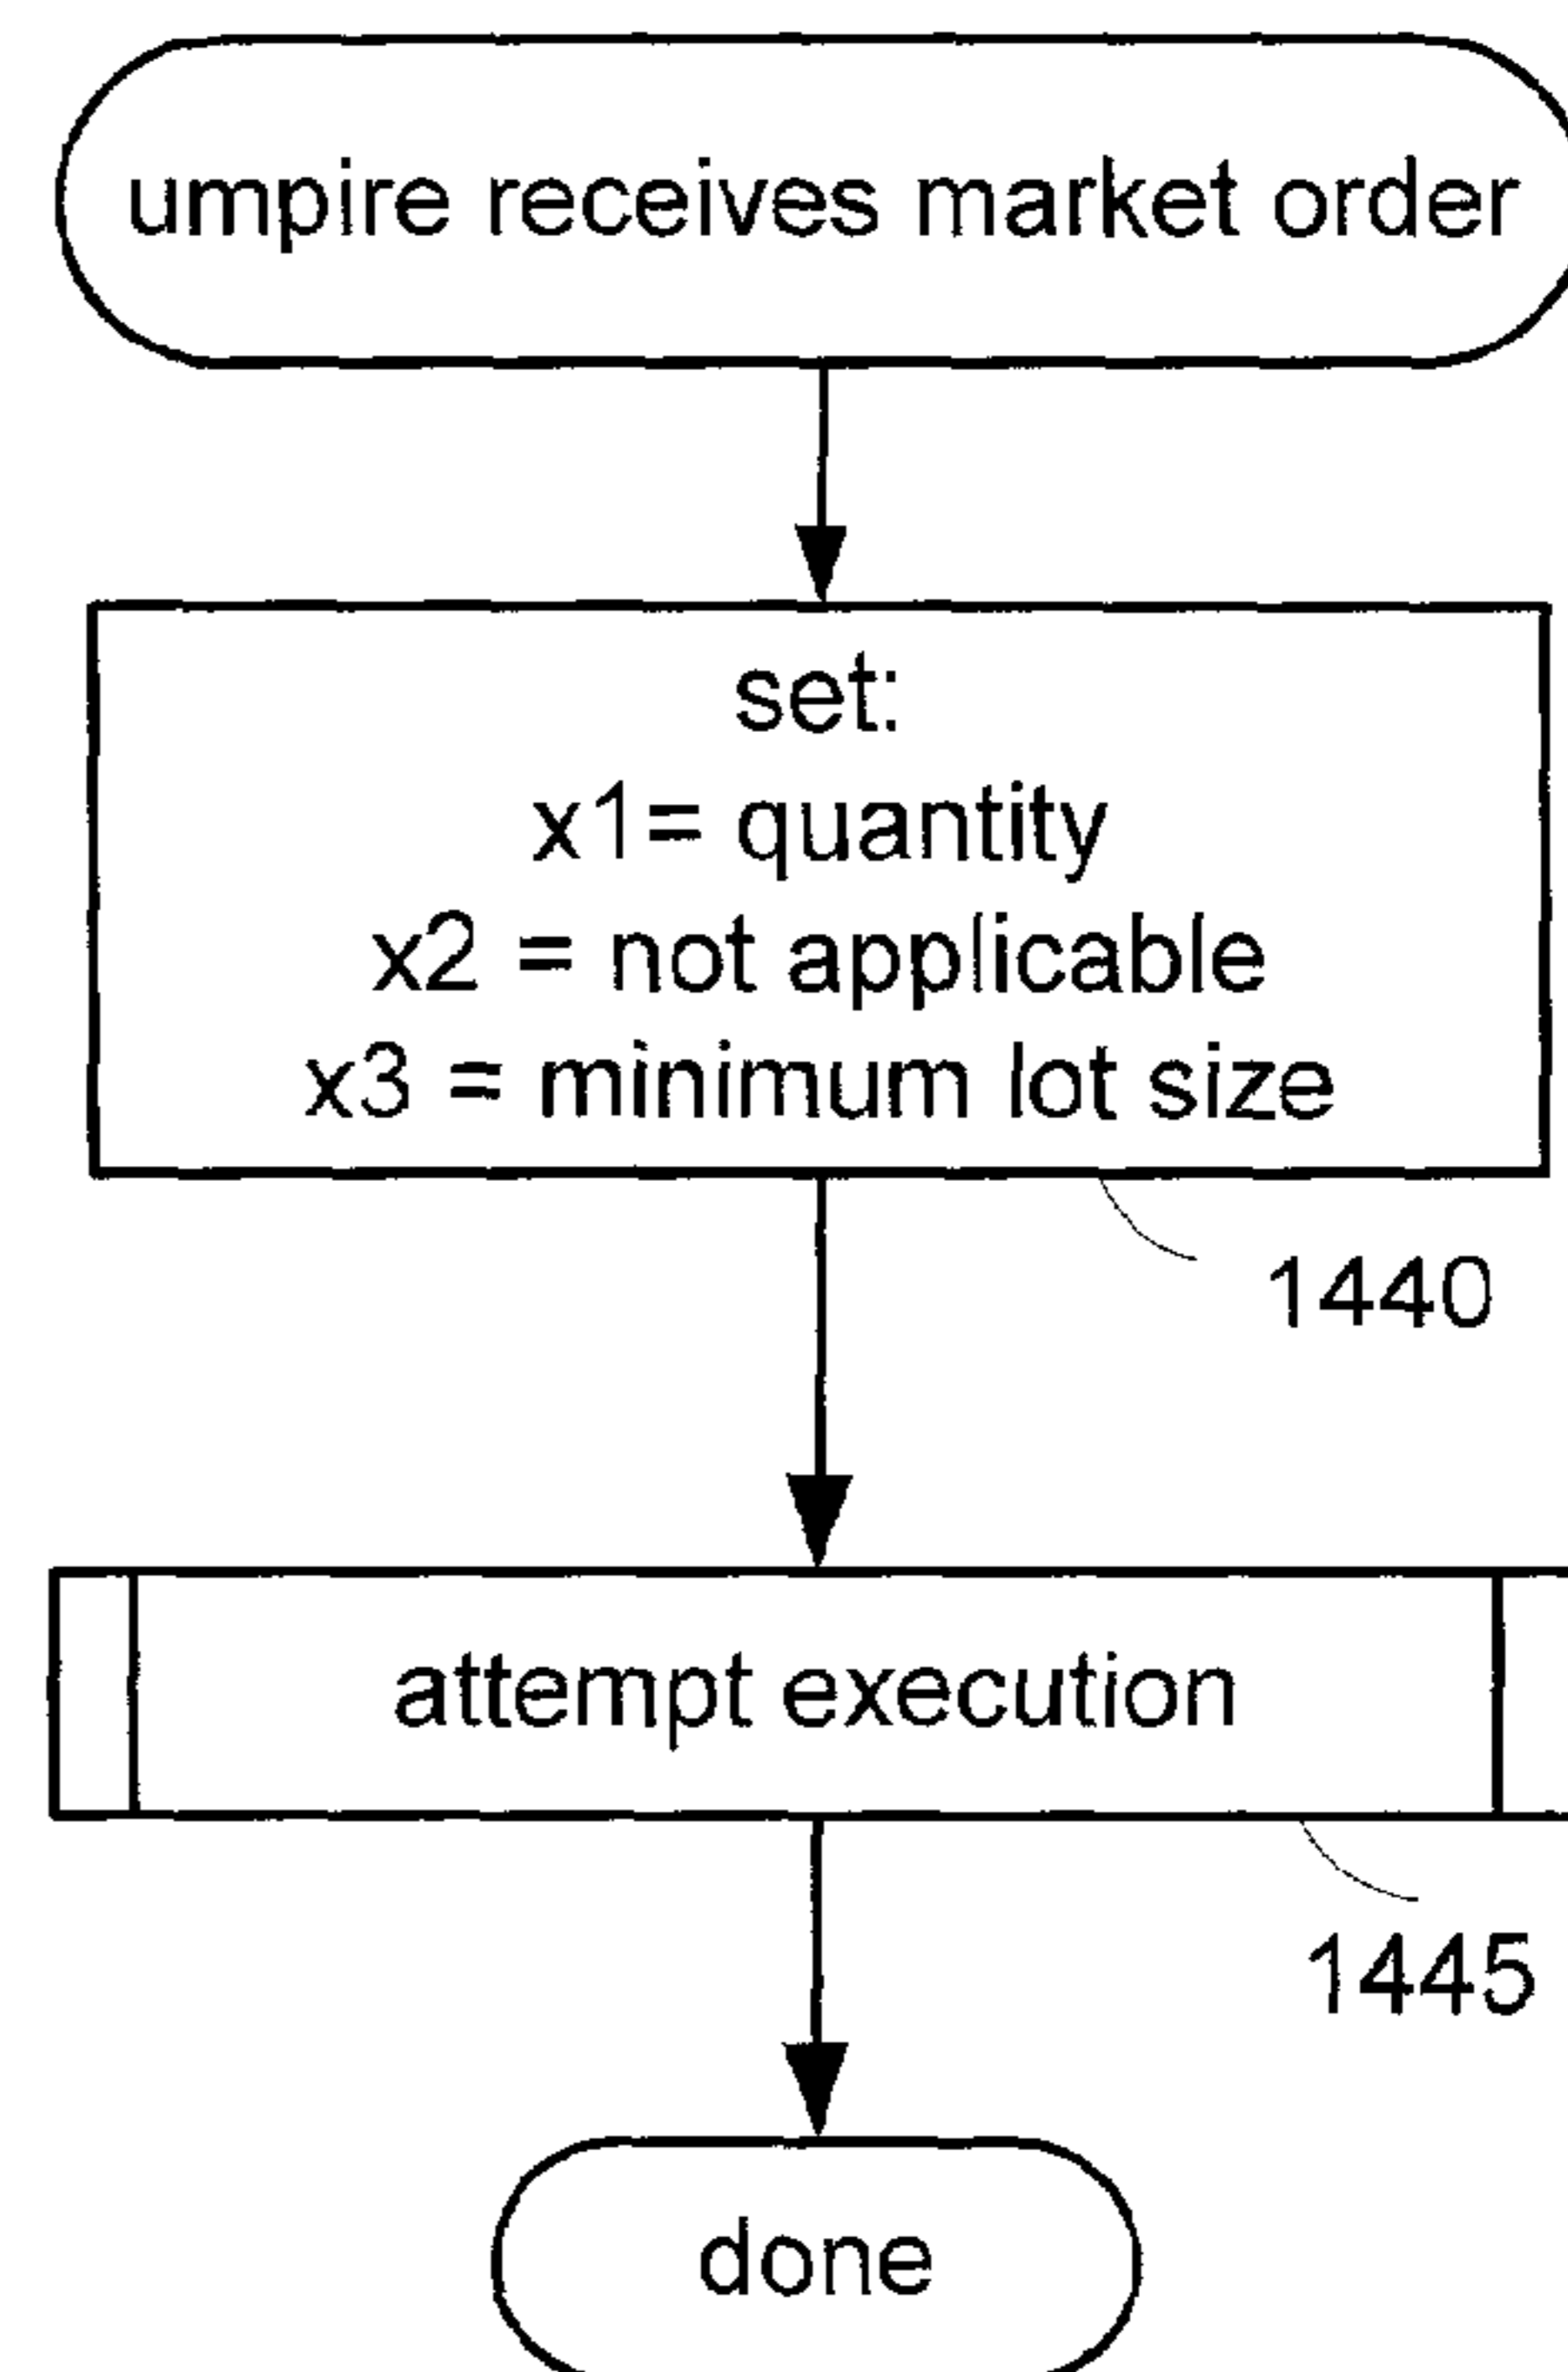 umpire receives market order
set:
x1= quantity
x2 = not applicable
x3 = minimum lot size
1440
attempt execution
1445
done